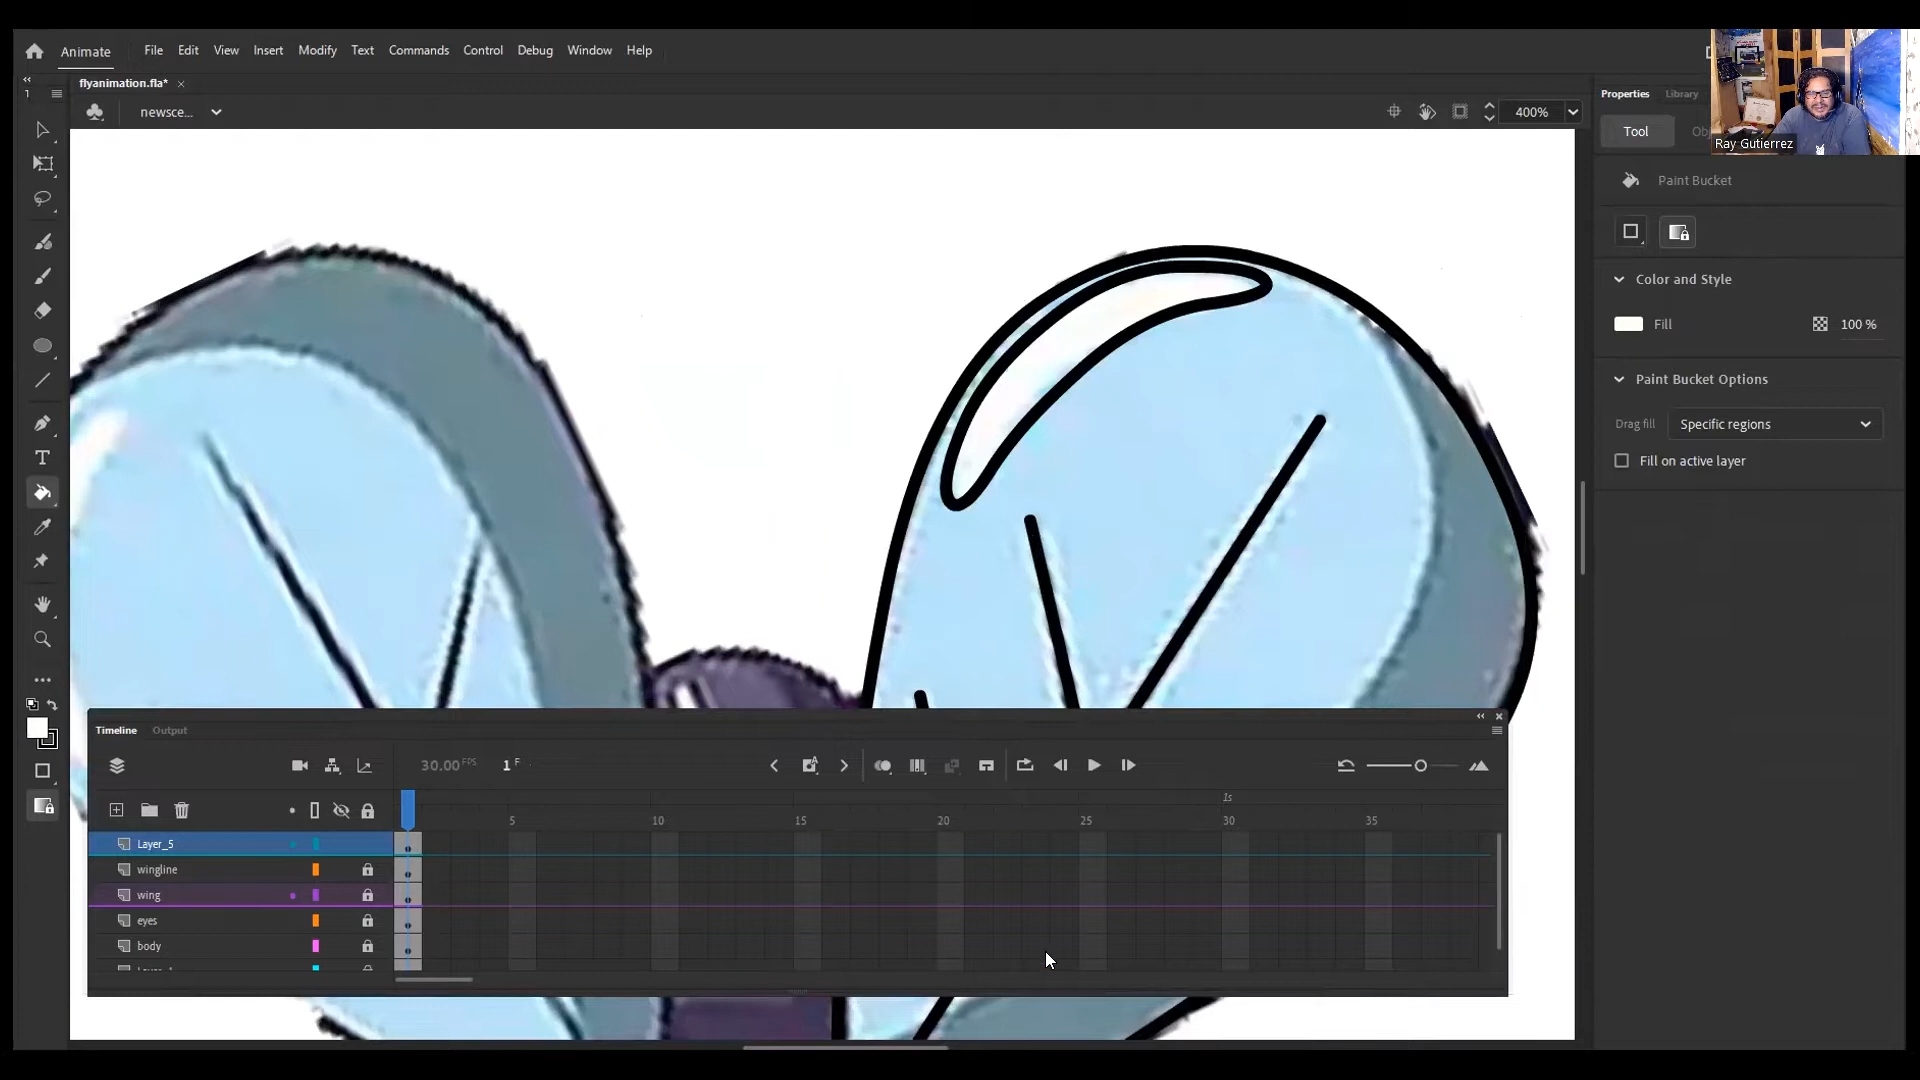 Animate
File Edit View Insert Modify Text Commands Control Debug Window Help
flyanimation.fla*
newsce...
400%
Properties Library
Tool
Ray Gutierrez
Paint Bucket
Color and Style
Fill
100 %
Paint Bucket Options
Drag fill
Specific regions
Fill on active layer
T
Timeline Output
30.00 FPS
1 F
1s
5 10 15 20 25 30 35
Layer_5
wingline
wing
eyes
body